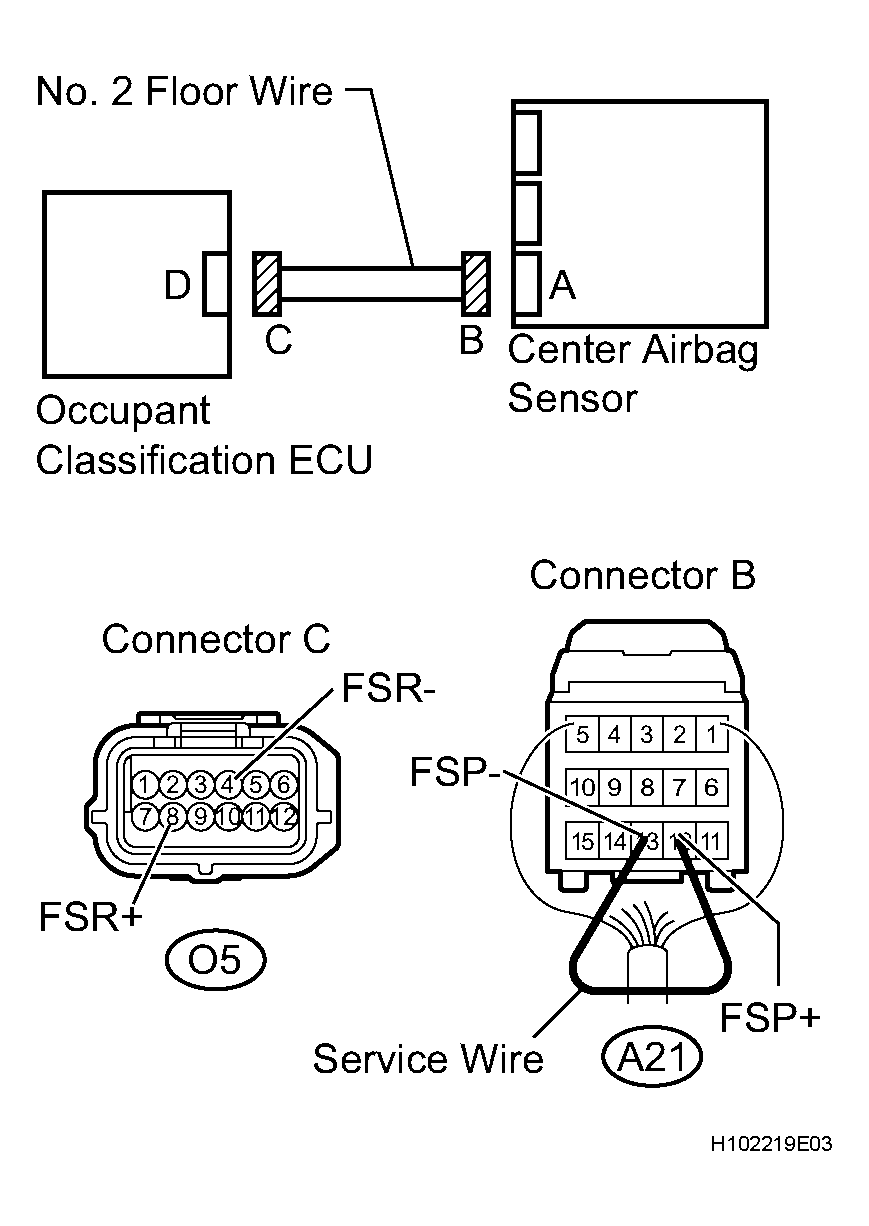 No. 2 Floor Wire
D
C
B
A
Center Airbag
Sensor
Occupant
Classification ECU
Connector B
Connector C
FSR-
5 4 3 2 1
FSP-
1 2 3 4 5 6
10 9 8 7 6
7 8 9 10 11 12
15 14 13 12 11
FSR+
O5
FSP+
Service Wire
A21
H102219E03